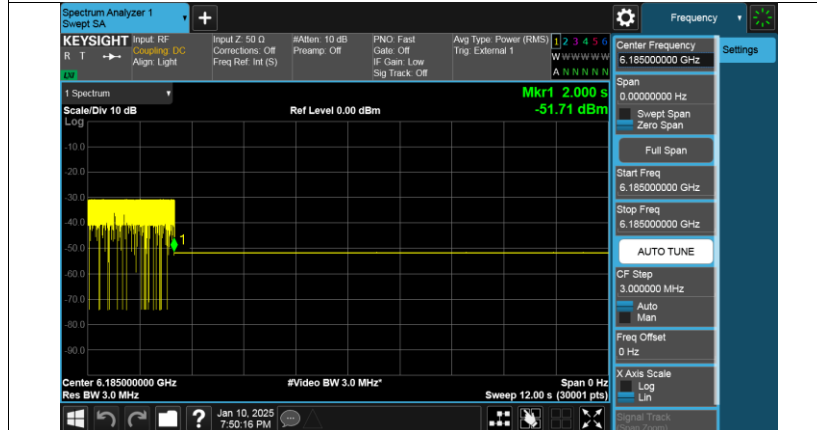 Spectrum Analyzer 1
Swept SA
+
Frequency
KEYSIGHT
R T
Input: RF
Coupling: DC
Align: Light
Input Z: 50 Ω
Corrections: Off
Freq Ref: Int (S)
#Atten: 10 dB
Preamp: Off
PNO: Fast
Gate: Off
IF Gain: Low
Sig Track: Off
Avg Type: Power (RMS)
Trig: External 1
1 2 3 4 5 6
W W W W W W
A N N N N N
1 Spectrum
Scale/Div 10 dB
Ref Level 0.00 dBm
Mkr1 2.000 s
-51.71 dBm
Log
-10.0
-20.0
-30.0
-40.0
-50.0
-60.0
-70.0
-80.0
-90.0
1
Center 6.185000000 GHz
Res BW 3.0 MHz
#Video BW 3.0 MHz*
Span 0 Hz
Sweep 12.00 s (30001 pts)
?
Jan 10, 2025
7:50:16 PM
Center Frequency
6.185000000 GHz
Settings
Span
0.00000000 Hz
Swept Span
Zero Span
Full Span
Start Freq
6.185000000 GHz
Stop Freq
6.185000000 GHz
AUTO TUNE
CF Step
3.000000 MHz
Auto
Man
Freq Offset
0 Hz
X Axis Scale
Log
Lin
Signal Track
(Span Zoom)